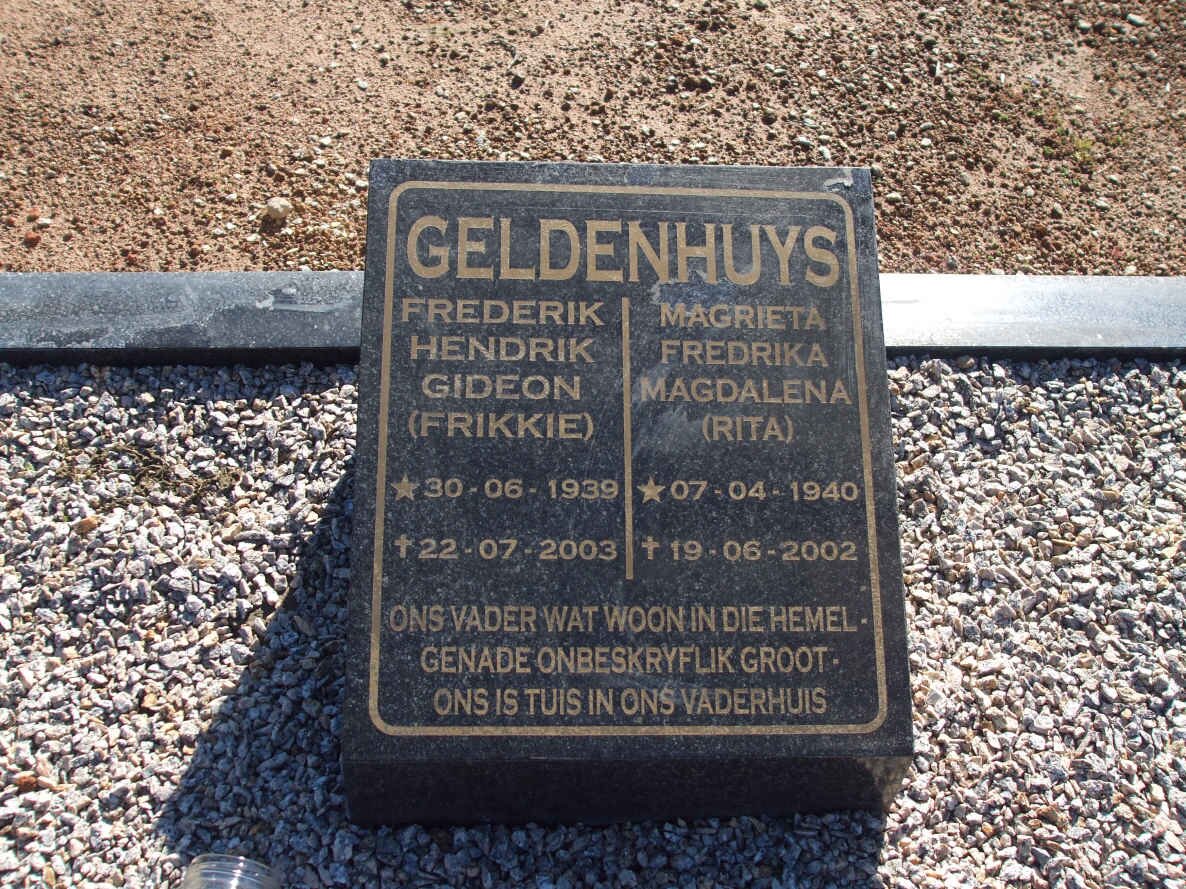 GELDENHUYS
FREDERIK
HENDRIK
GIDEON
(FRIKKIE)
★30-06-1939
✝22-07-2003
MAGRIETA
FREDRIKA
MAGDALENA
(RITA)
★07-04-1940
✝19-06-2002
ONS VADER WAT WOON IN DIE HEMEL-
GENADE ONBESKRYFLIK GROOT-
ONS IS TUIS IN ONS VADERHUIS